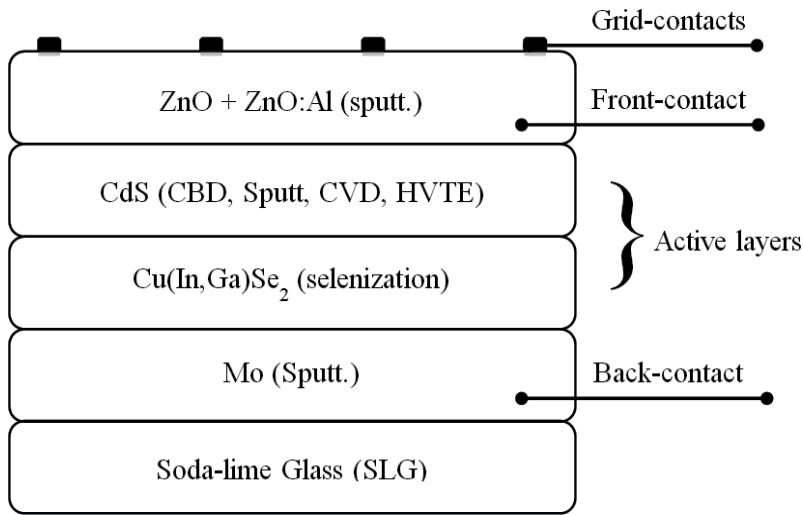 Grid-contacts
ZnO + ZnO:Al (sputt.)
Front-contact
CdS (CBD, Sputt, CVD, HVTE)
Active layers
Cu(In,Ga)Se₂ (selenization)
Mo (Sputt.)
Back-contact
Soda-lime Glass (SLG)